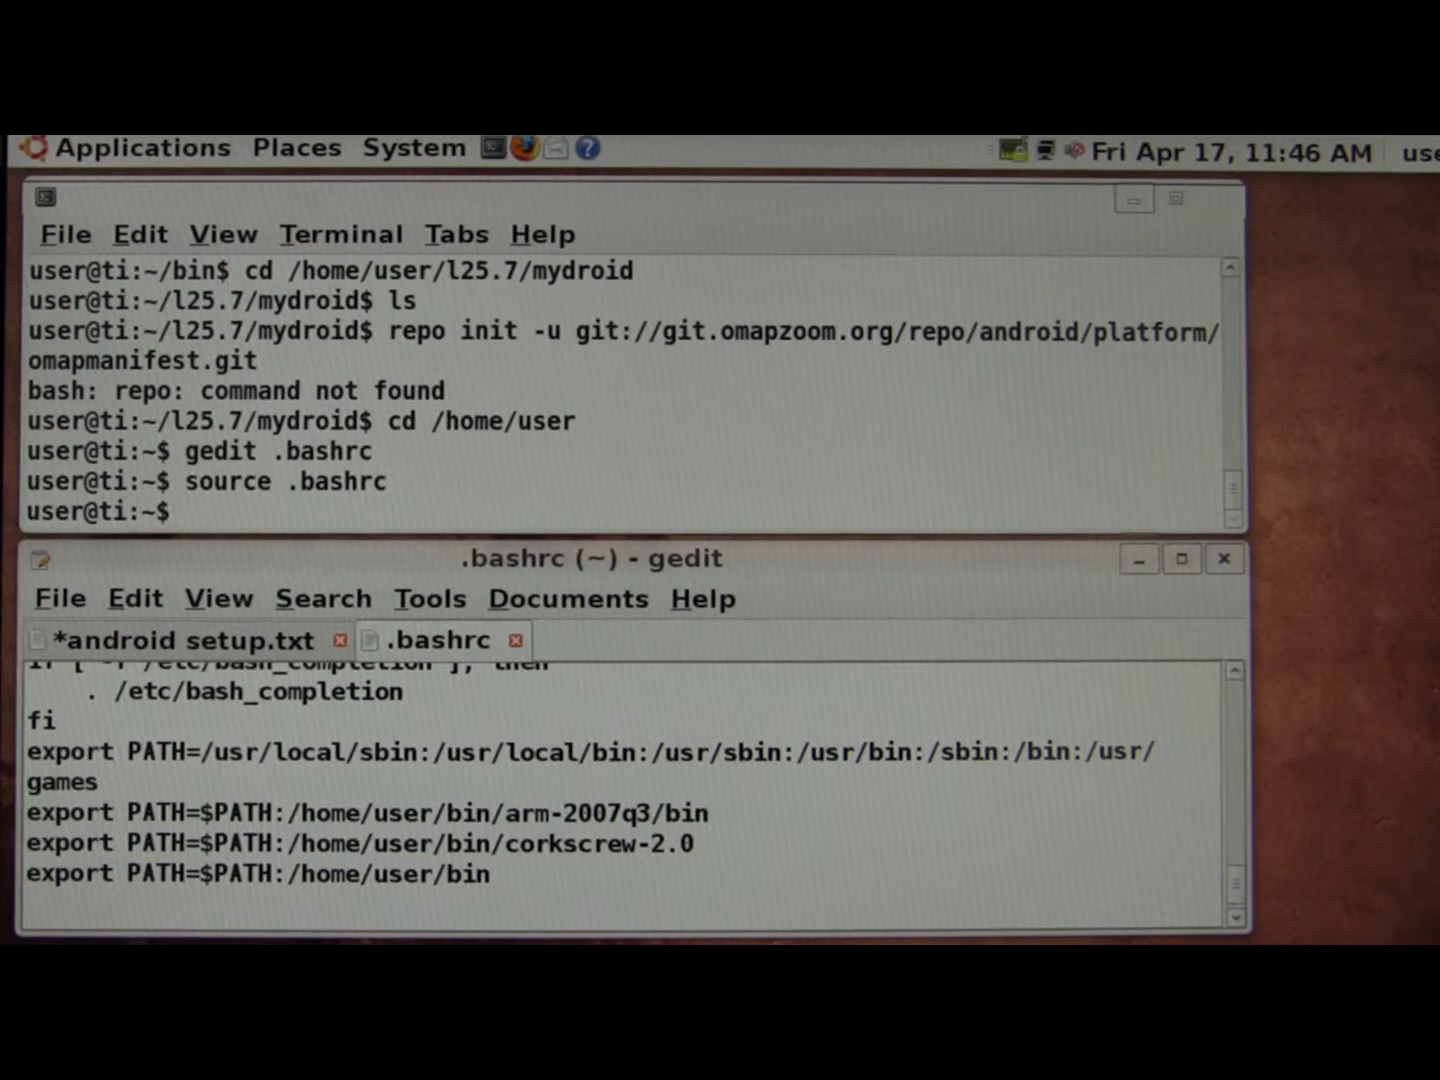 Applications Places System Fri Apr 17, 11:46 AM use
File Edit View Terminal Tabs Help
user@ti:~/bin$ cd /home/user/l25.7/mydroid
user@ti:~/l25.7/mydroid$ ls
user@ti:~/l25.7/mydroid$ repo init -u git://git.omapzoom.org/repo/android/platform/
omapmanifest.git
bash: repo: command not found
user@ti:~/l25.7/mydroid$ cd /home/user
user@ti:~$ gedit .bashrc
user@ti:~$ source .bashrc
user@ti:~$
.bashrc (~) - gedit
File Edit View Search Tools Documents Help
*android setup.txt .bashrc
if [ -f /etc/bash_completion ]; then
. /etc/bash_completion
fi
export PATH=/usr/local/sbin:/usr/local/bin:/usr/sbin:/usr/bin:/sbin:/bin:/usr/
games
export PATH=$PATH:/home/user/bin/arm-2007q3/bin
export PATH=$PATH:/home/user/bin/corkscrew-2.0
export PATH=$PATH:/home/user/bin